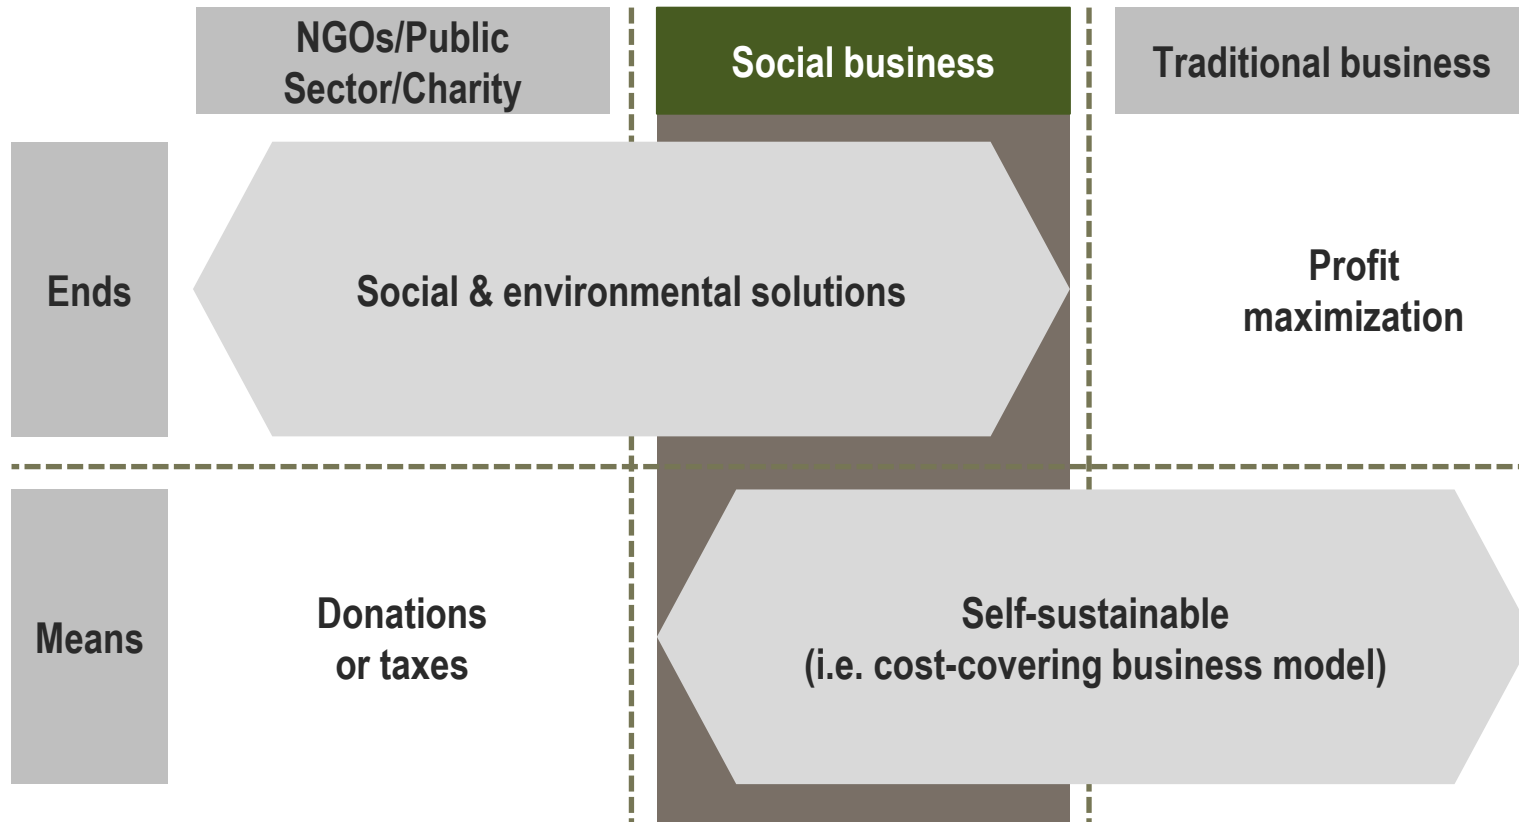 NGOs/Public
Sector/Charity
Social business
Traditional business
Ends
Social & environmental solutions
Profit
maximization
Means
Donations
or taxes
Self-sustainable
(i.e. cost-covering business model)